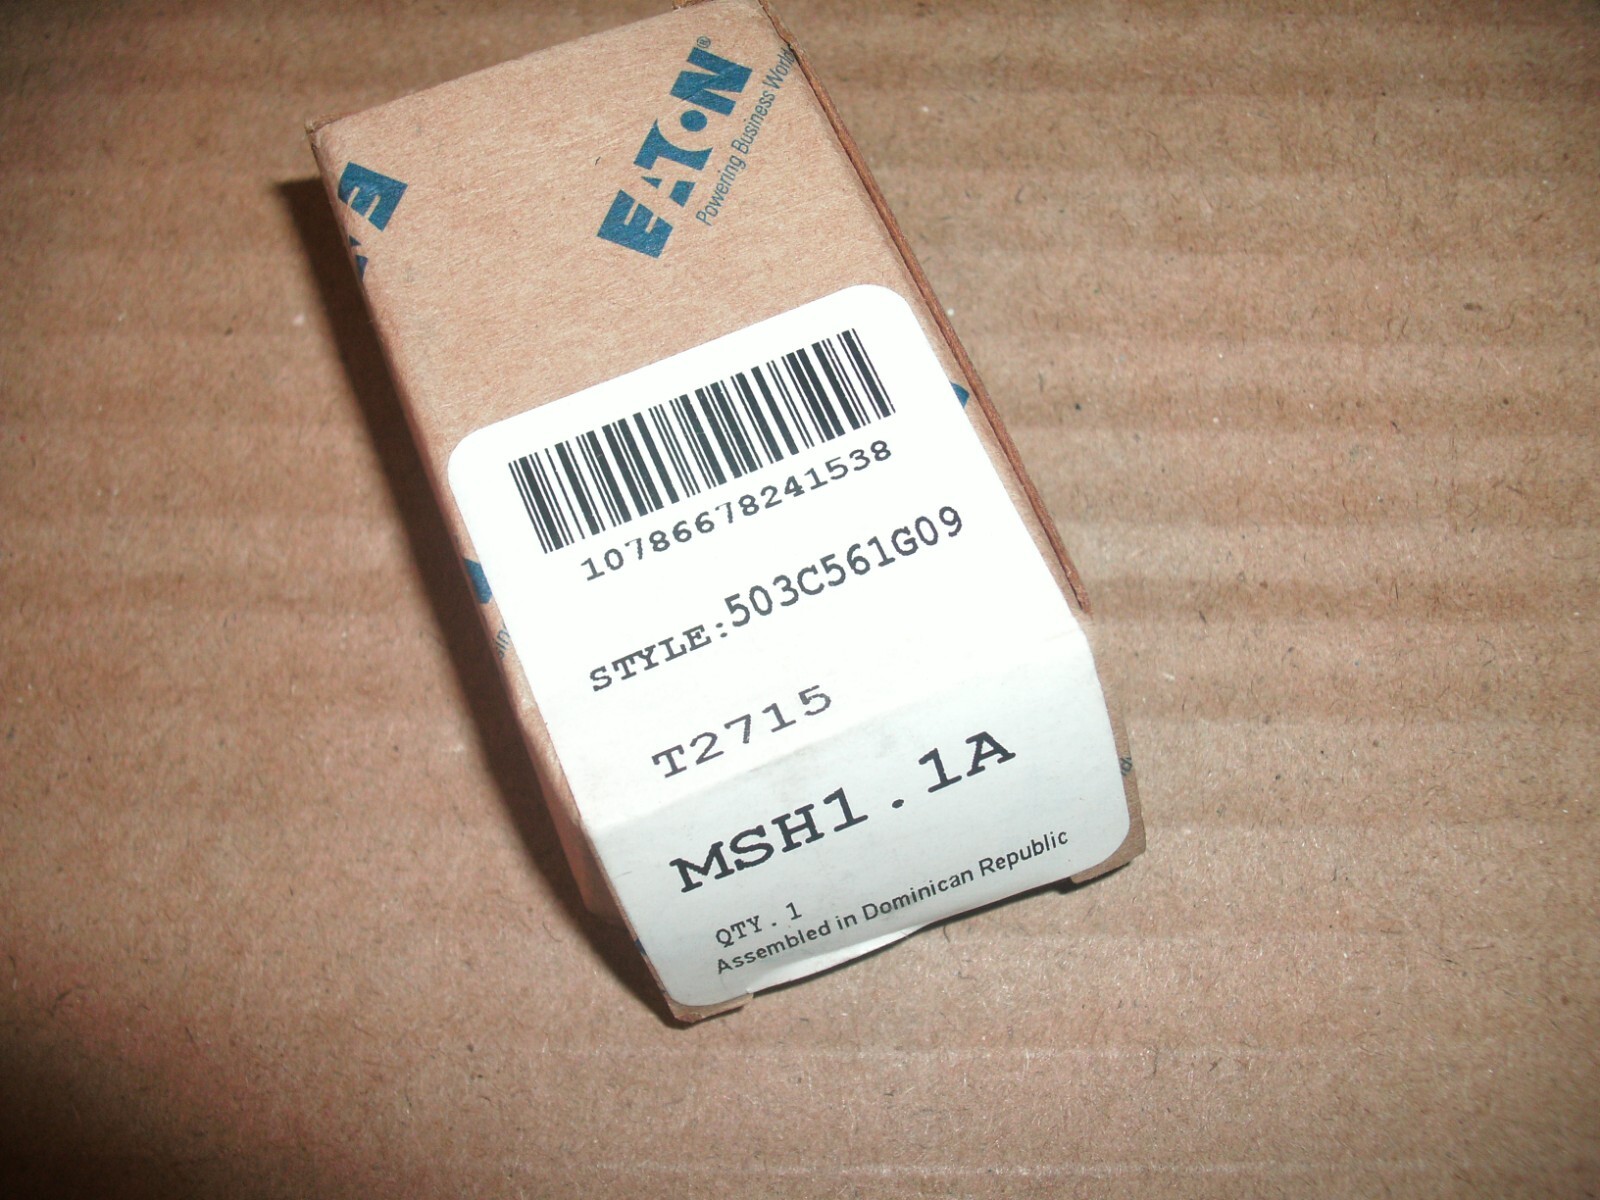 EATON®
Powering Business Worldwide
10786678241538
STYLE:503C561G09
T2715
MSH1.1A
QTY.1
Assembled in Dominican Republic